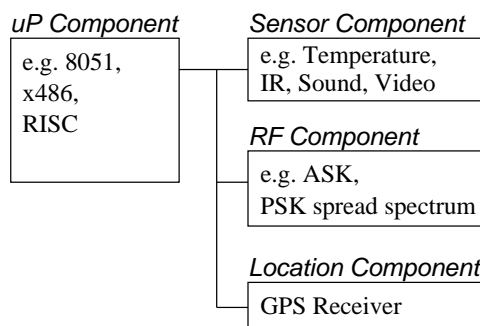 uP Component
e.g. 8051,
x486,
RISC
Sensor Component
e.g. Temperature,
IR, Sound, Video
RF Component
e.g. ASK,
PSK spread spectrum
Location Component
GPS Receiver